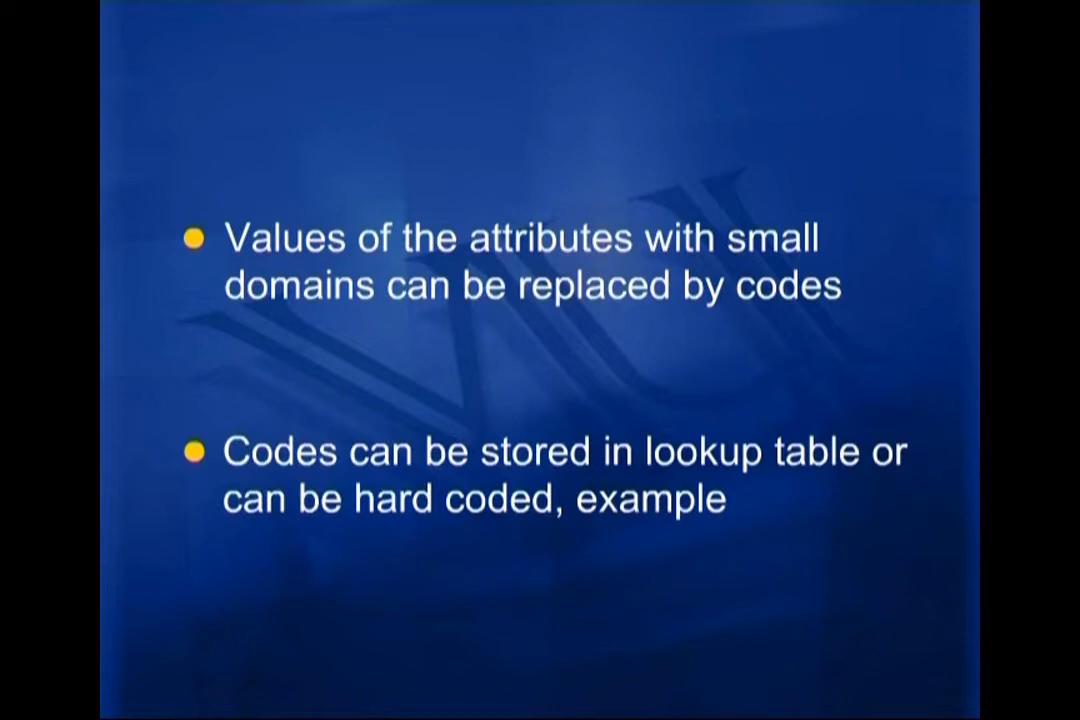 Values of the attributes with small
domains can be replaced by codes
Codes can be stored in lookup table or
can be hard coded, example
VU